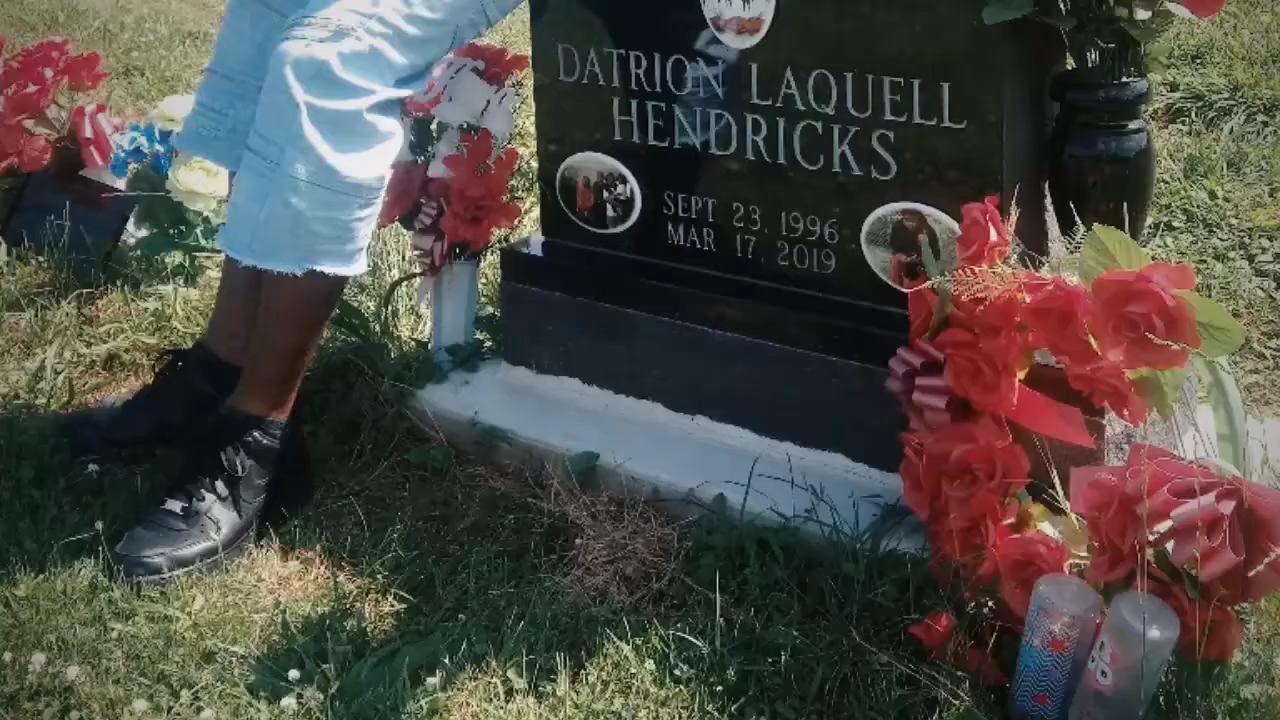 DATRION LAQUELL
HENDRICKS
SEPT 23, 1996
MAR 17, 2019